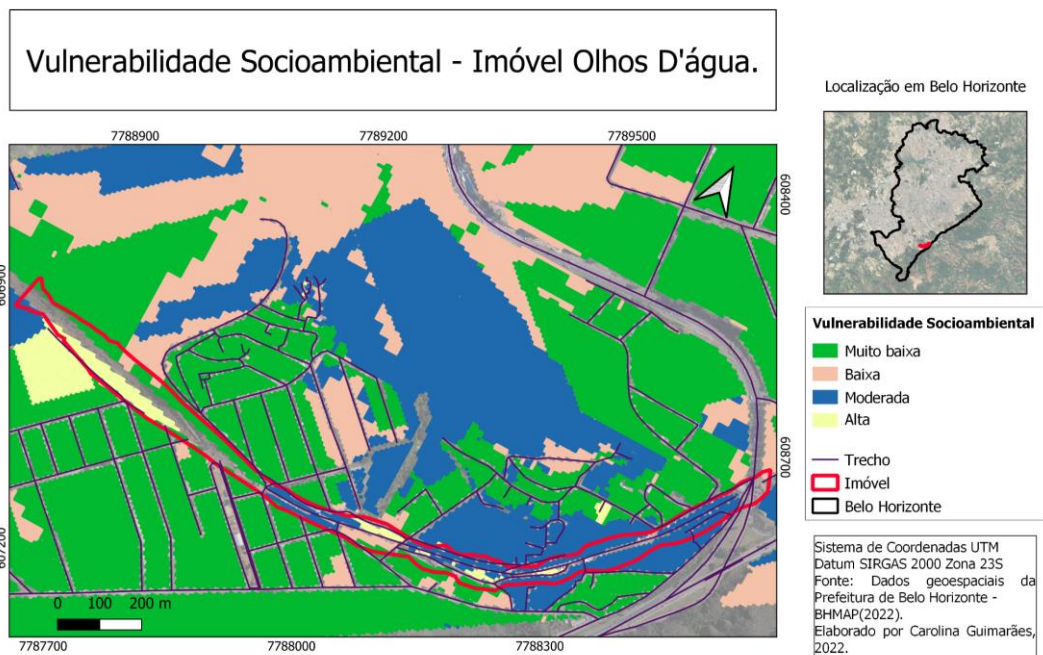 Vulnerabilidade Socioambiental - Imóvel Olhos D'água.
7788900 7789200 7789500
606900
607200
608400
608700
0 100 200 m
7787700 7788000 7788300
Localização em Belo Horizonte
Vulnerabilidade Socioambiental
Muito baixa
Baixa
Moderada
Alta
Trecho
Imóvel
Belo Horizonte
Sistema de Coordenadas UTM
Datum SIRGAS 2000 Zona 23S
Fonte: Dados geoespaciais da
Prefeitura de Belo Horizonte -
BHMAP(2022).
Elaborado por Carolina Guimarães,
2022.